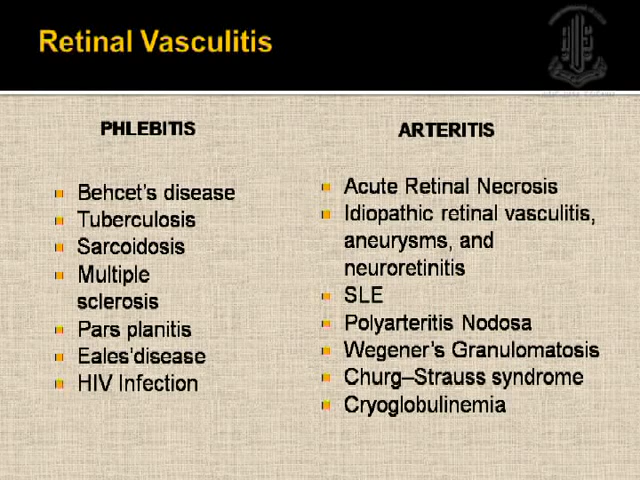 Retinal Vasculitis
PHLEBITIS
Behcet's disease
Tuberculosis
Sarcoidosis
Multiple
sclerosis
Pars planitis
Eales'disease
HIV Infection
ARTERITIS
Acute Retinal Necrosis
Idiopathic retinal vasculitis,
aneurysms, and
neuroretinitis
SLE
Polyarteritis Nodosa
Wegener's Granulomatosis
Churg–Strauss syndrome
Cryoglobulinemia